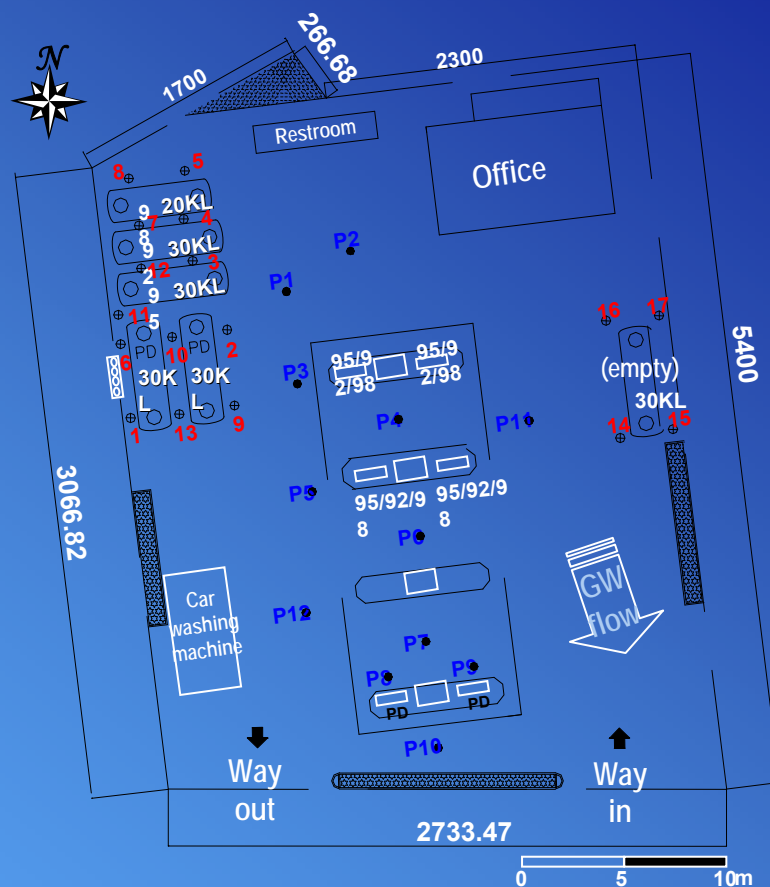 N
266.68
1700
2300
Restroom
Office
8
5
9
20KL
7
4
8
9
30KL
12
3
2
9
30KL
11
5
6
PD
10
PD
2
30K
L
30K
L
1
13
9
P2
P1
P3
95/9
2/98
95/9
2/98
P4
P11
16
17
(empty)
30KL
14
15
5400
P5
95/92/9
8
95/92/9
8
P6
3066.82
GW
flow
Car
washing
machine
P12
P7
P8
P9
PD
PD
P10
Way
out
Way
in
2733.47
0
5
10m